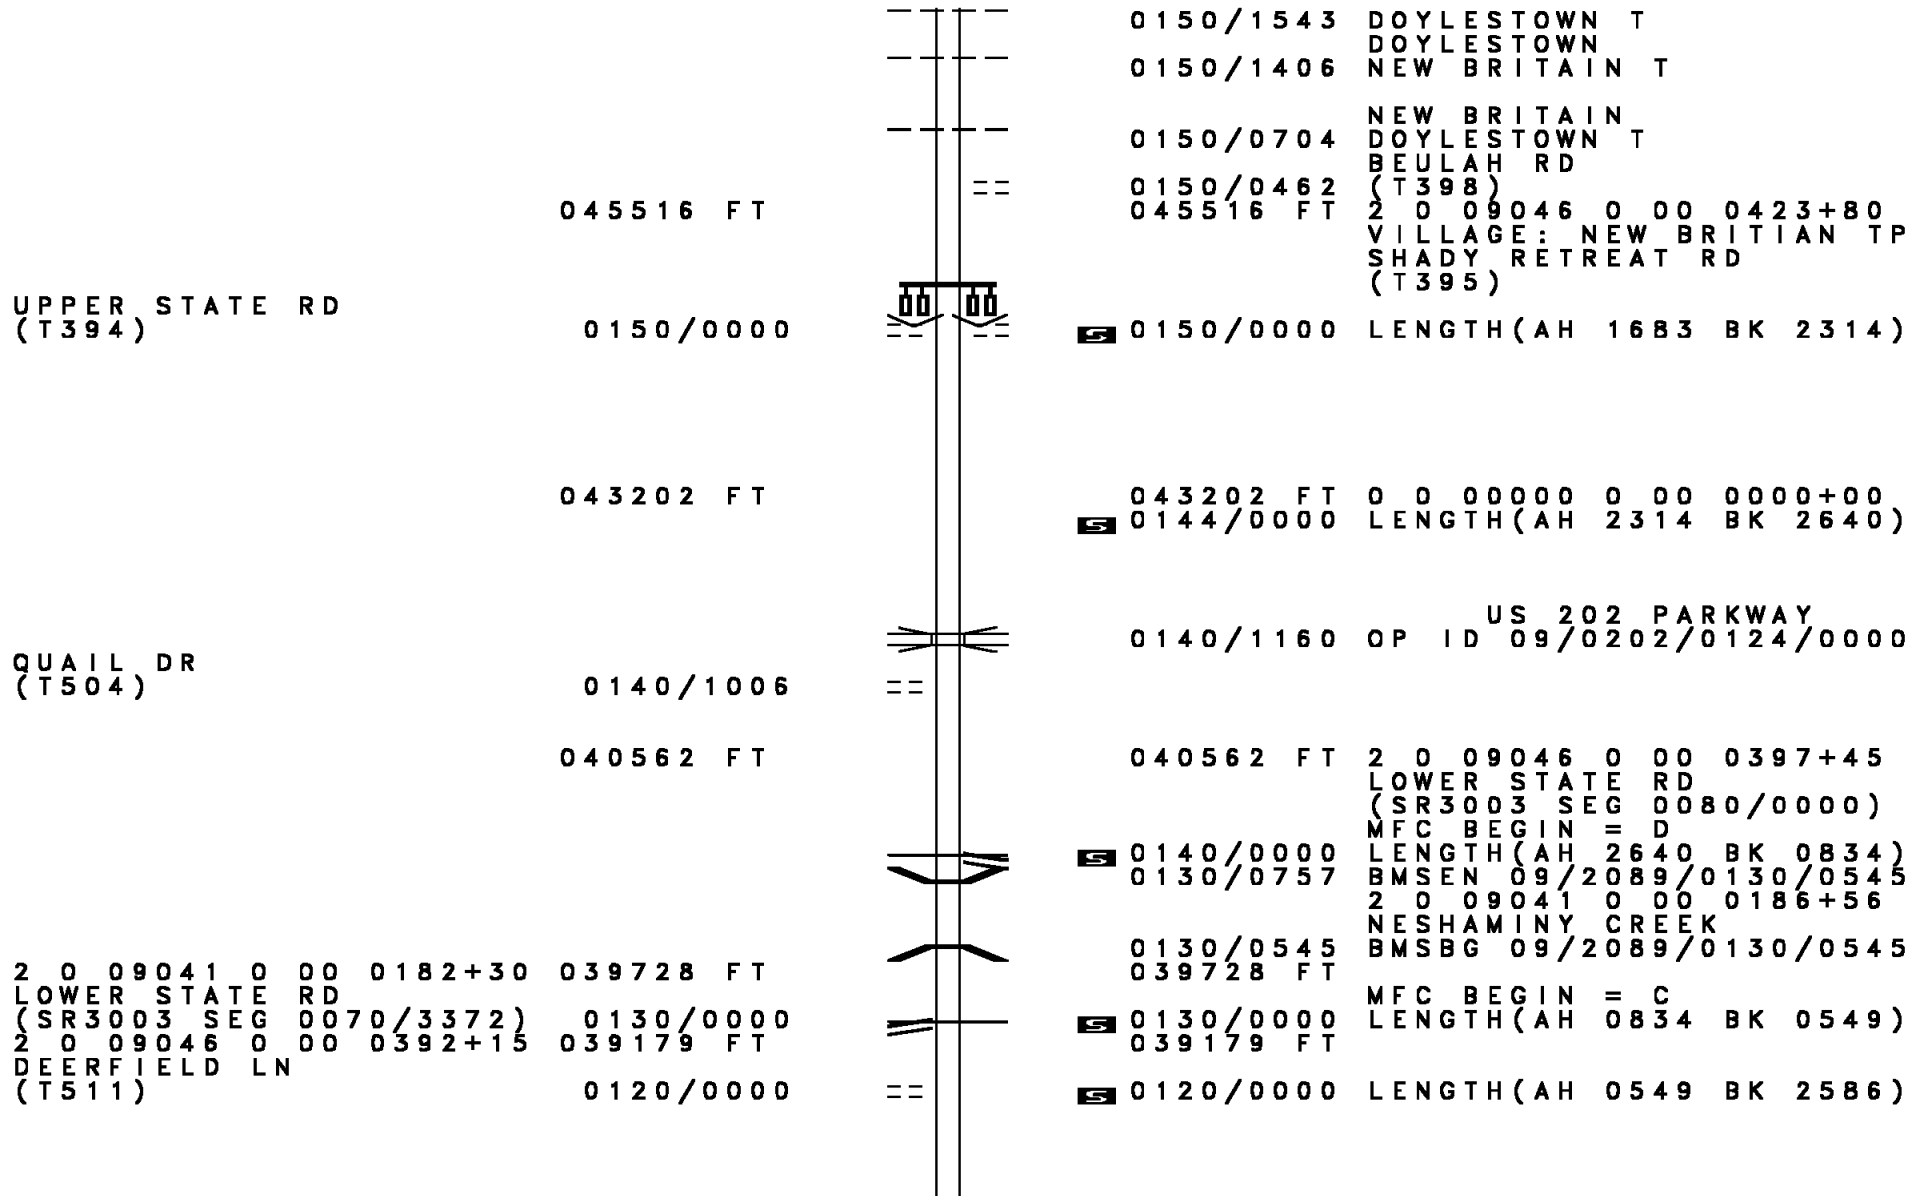 0150/1543 DOYLESTOWN T
DOYLESTOWN
0150/1406 NEW BRITAIN T
NEW BRITAIN
0150/0704 DOYLESTOWN T
BEULAH RD
0150/0462 (T398)
045516 FT 045516 FT 2 0 09046 0 00 0423+80
VILLAGE: NEW BRITIAN TP
SHADY RETREAT RD
(T395)
UPPER STATE RD
(T394) 0150/0000 S 0150/0000 LENGTH(AH 1683 BK 2314)
043202 FT 043202 FT 0 0 00000 0 00 0000+00
S 0144/0000 LENGTH(AH 2314 BK 2640)
US 202 PARKWAY
0140/1160 OP ID 09/0202/0124/0000
QUAIL DR
(T504) 0140/1006
040562 FT 040562 FT 2 0 09046 0 00 0397+45
LOWER STATE RD
(SR3003 SEG 0080/0000)
MFC BEGIN = D
S 0140/0000 LENGTH(AH 2640 BK 0834)
0130/0757 BMSEN 09/2089/0130/0545
2 0 09041 0 00 0186+56
NESHAMINY CREEK
0130/0545 BMSBG 09/2089/0130/0545
2 0 09041 0 00 0182+30 039728 FT 039728 FT
LOWER STATE RD MFC BEGIN = C
(SR3003 SEG 0070/3372) 0130/0000 S 0130/0000 LENGTH(AH 0834 BK 0549)
2 0 09046 0 00 0392+15 039179 FT 039179 FT
DEERFIELD LN
(T511) 0120/0000 S 0120/0000 LENGTH(AH 0549 BK 2586)